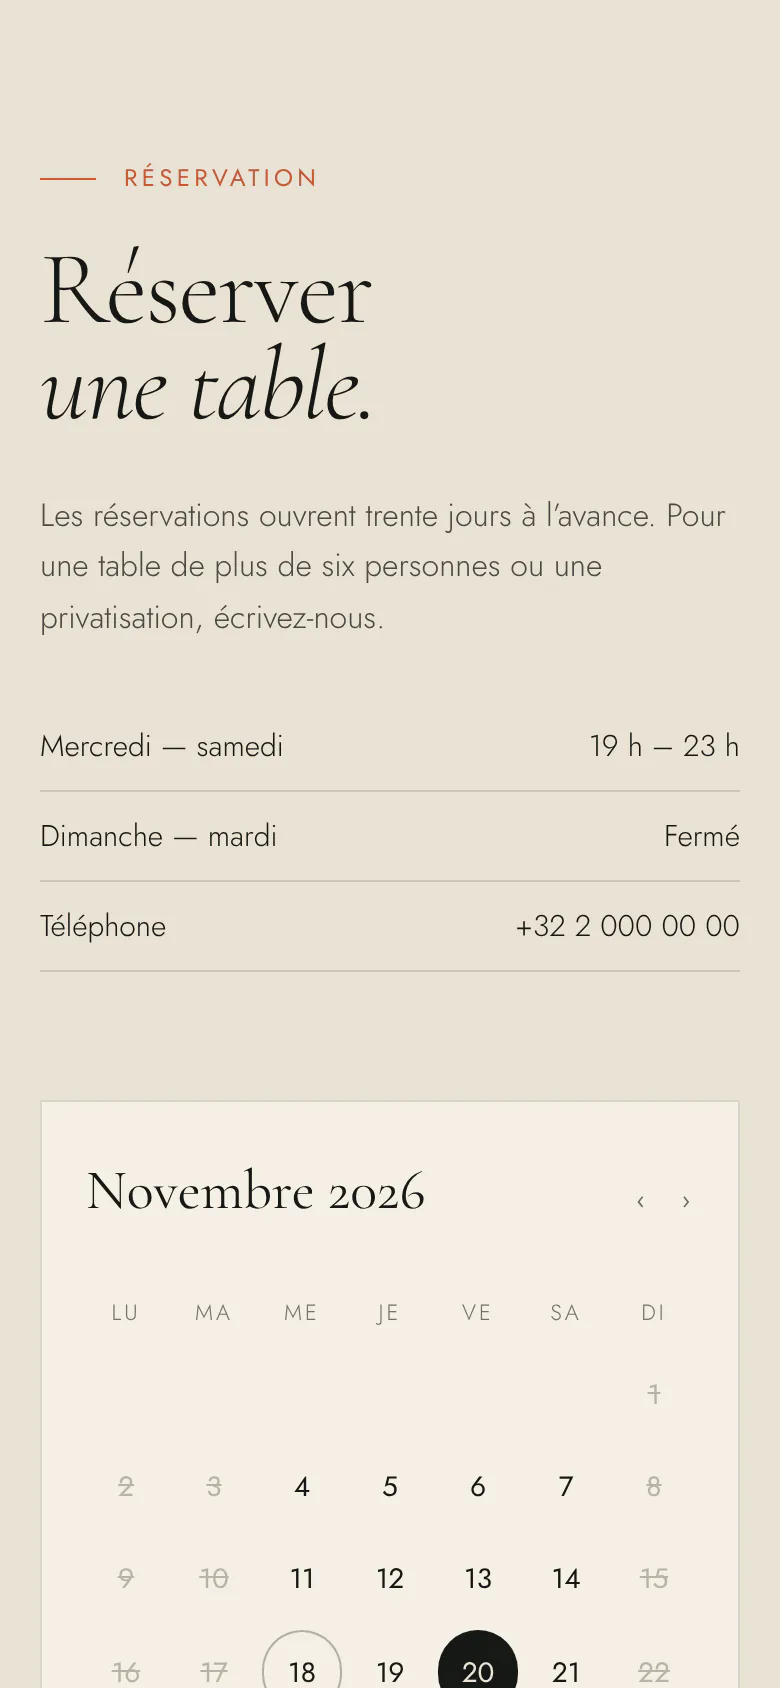 RÉSERVATION
Réserver
une table.
Les réservations ouvrent trente jours à l’avance. Pour
une table de plus de six personnes ou une
privatisation, écrivez-nous.
Mercredi — samedi 19 h – 23 h
Dimanche — mardi Fermé
Téléphone +32 2 000 00 00
Novembre 2026 ‹ ›
LU MA ME JE VE SA DI
1
2 3 4 5 6 7 8
9 10 11 12 13 14 15
16 17 18 19 20 21 22